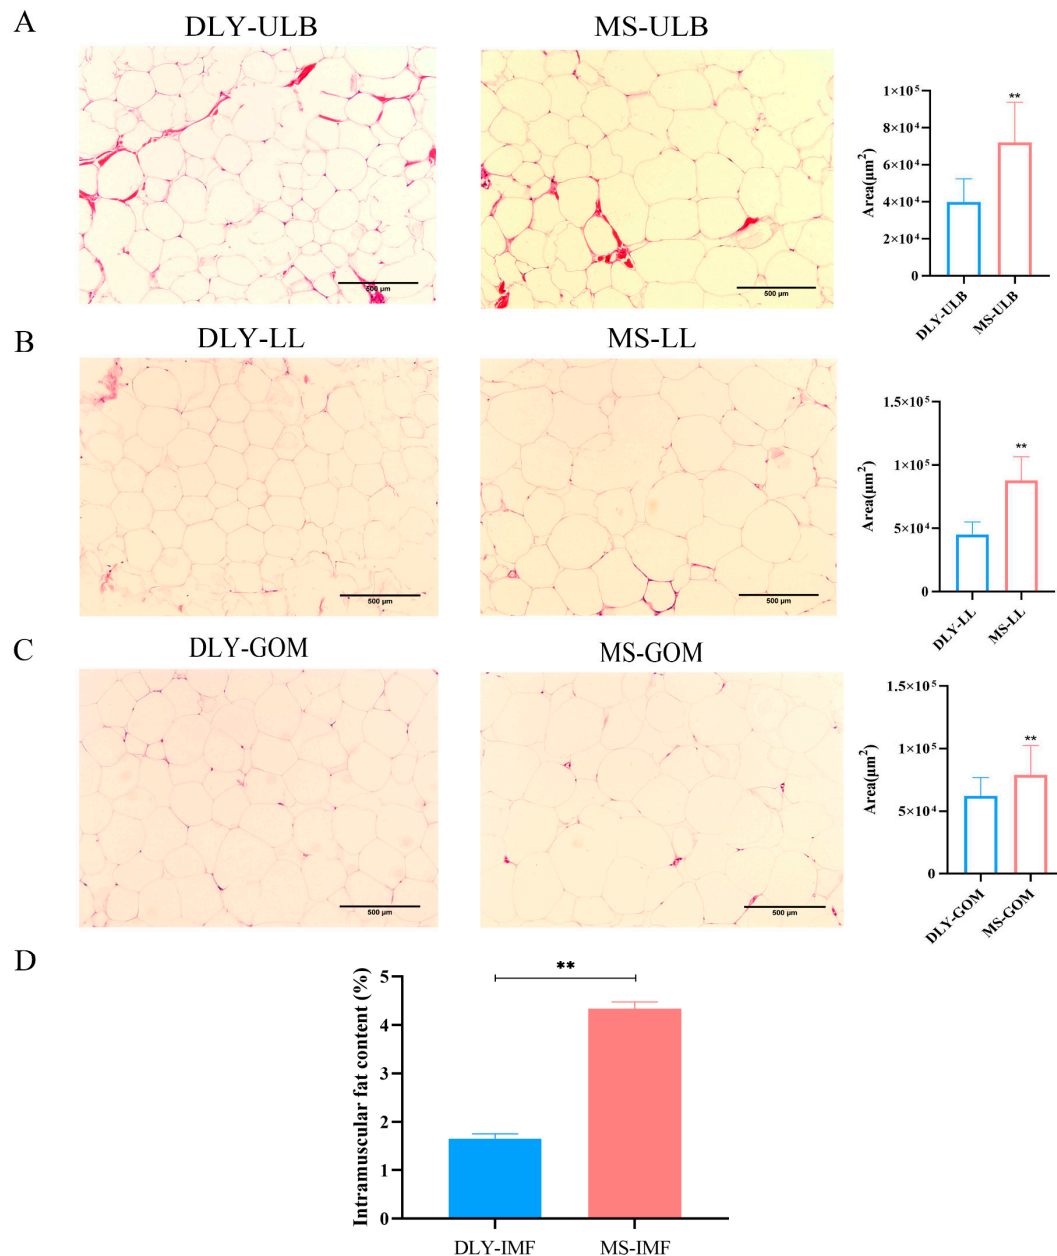 A
DLY-ULB
MS-ULB
500 μm
500 μm
Area(μm²)
1×10⁵
8×10⁴
6×10⁴
4×10⁴
2×10⁴
0
**
DLY-ULB
MS-ULB
B
DLY-LL
MS-LL
500 μm
500 μm
Area(μm²)
1.5×10⁵
1×10⁵
5×10⁴
0
**
DLY-LL
MS-LL
C
DLY-GOM
MS-GOM
500 μm
500 μm
Area(μm²)
1.5×10⁵
1×10⁵
5×10⁴
0
**
DLY-GOM
MS-GOM
D
Intramuscular fat content (%)
5
4
3
2
1
0
**
DLY-IMF
MS-IMF